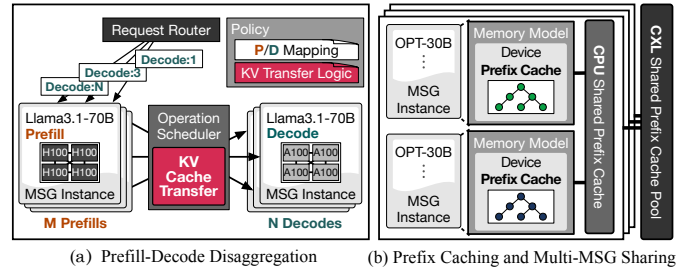 Request Router
Decode:1
Decode:3
Decode:N
Policy
P/D Mapping
KV Transfer Logic
Llama3.1-70B
Prefill
H100 H100
H100 H100
MSG Instance
M Prefills
Operation
Scheduler
KV
Cache
Transfer
Llama3.1-70B
Decode
A100 A100
A100 A100
MSG Instance
N Decodes
(a) Prefill-Decode Disaggregation
OPT-30B
MSG
Instance
Memory Model
Device
Prefix Cache
OPT-30B
MSG
Instance
Memory Model
Device
Prefix Cache
CPU
Shared Prefix Cache
CXL
Shared Prefix Cache Pool
(b) Prefix Caching and Multi-MSG Sharing